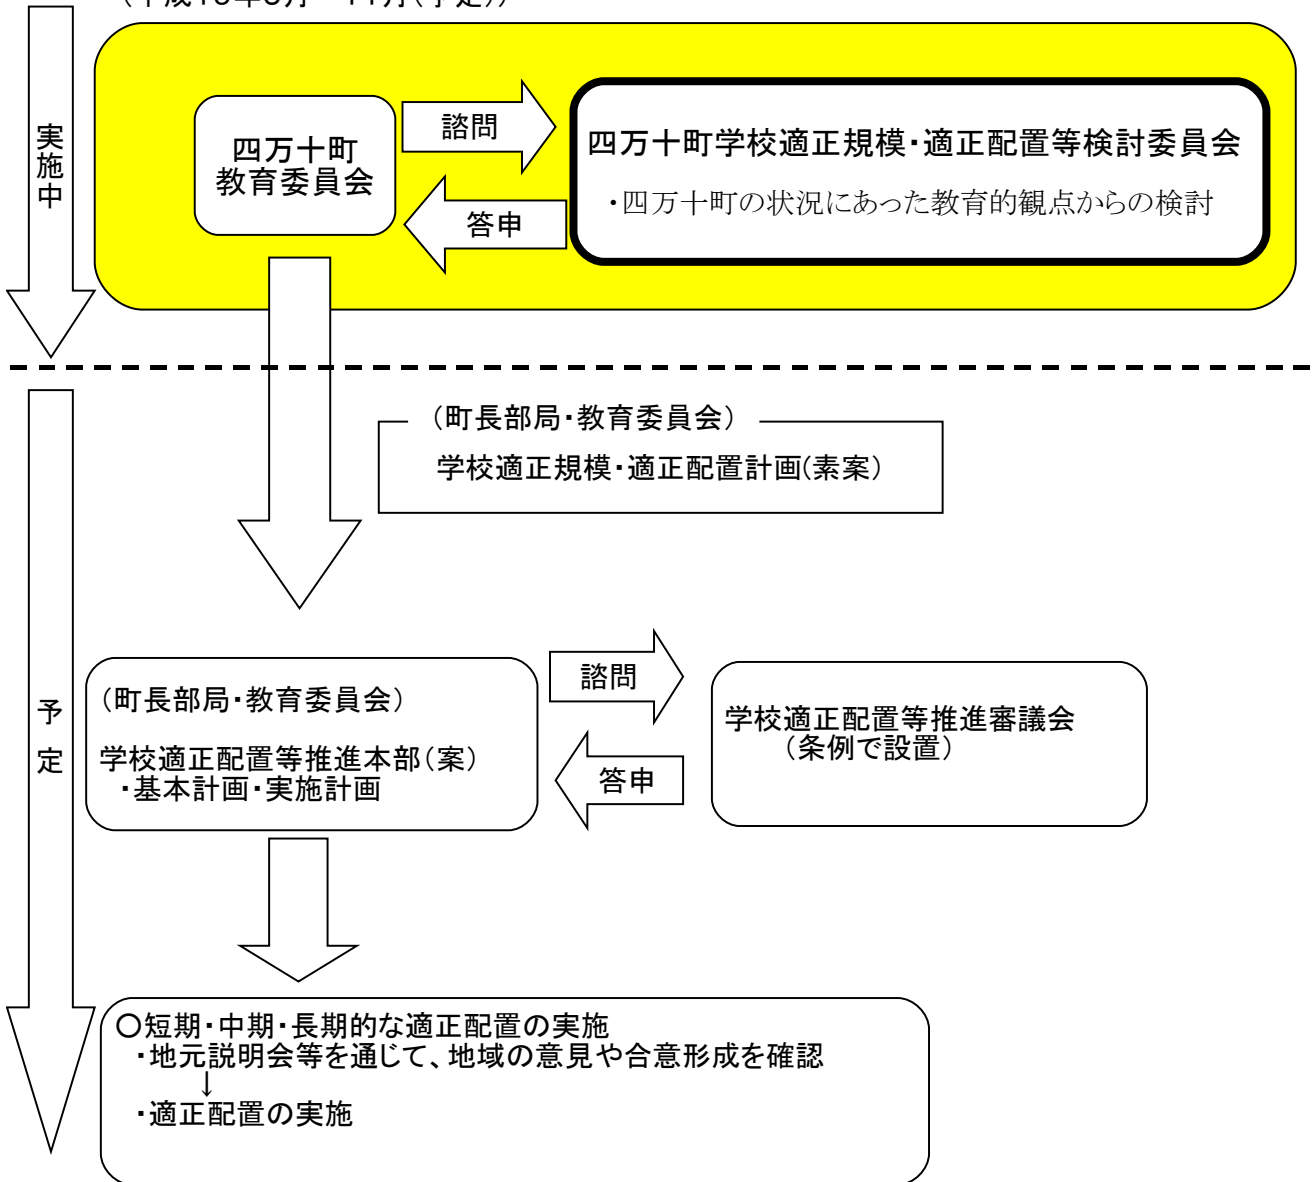 実施中
四万十町
教育委員会
諮問
答申
四万十町学校適正規模・適正配置等検討委員会
・四万十町の状況にあった教育的観点からの検討
(町長部局・教育委員会)
学校適正規模・適正配置計画(素案)
予定
(町長部局・教育委員会)
学校適正配置等推進本部(案)
・基本計画・実施計画
諮問
答申
学校適正配置等推進審議会
(条例で設置)
〇短期・中期・長期的な適正配置の実施
・地元説明会等を通じて、地域の意見や合意形成を確認
↓
・適正配置の実施